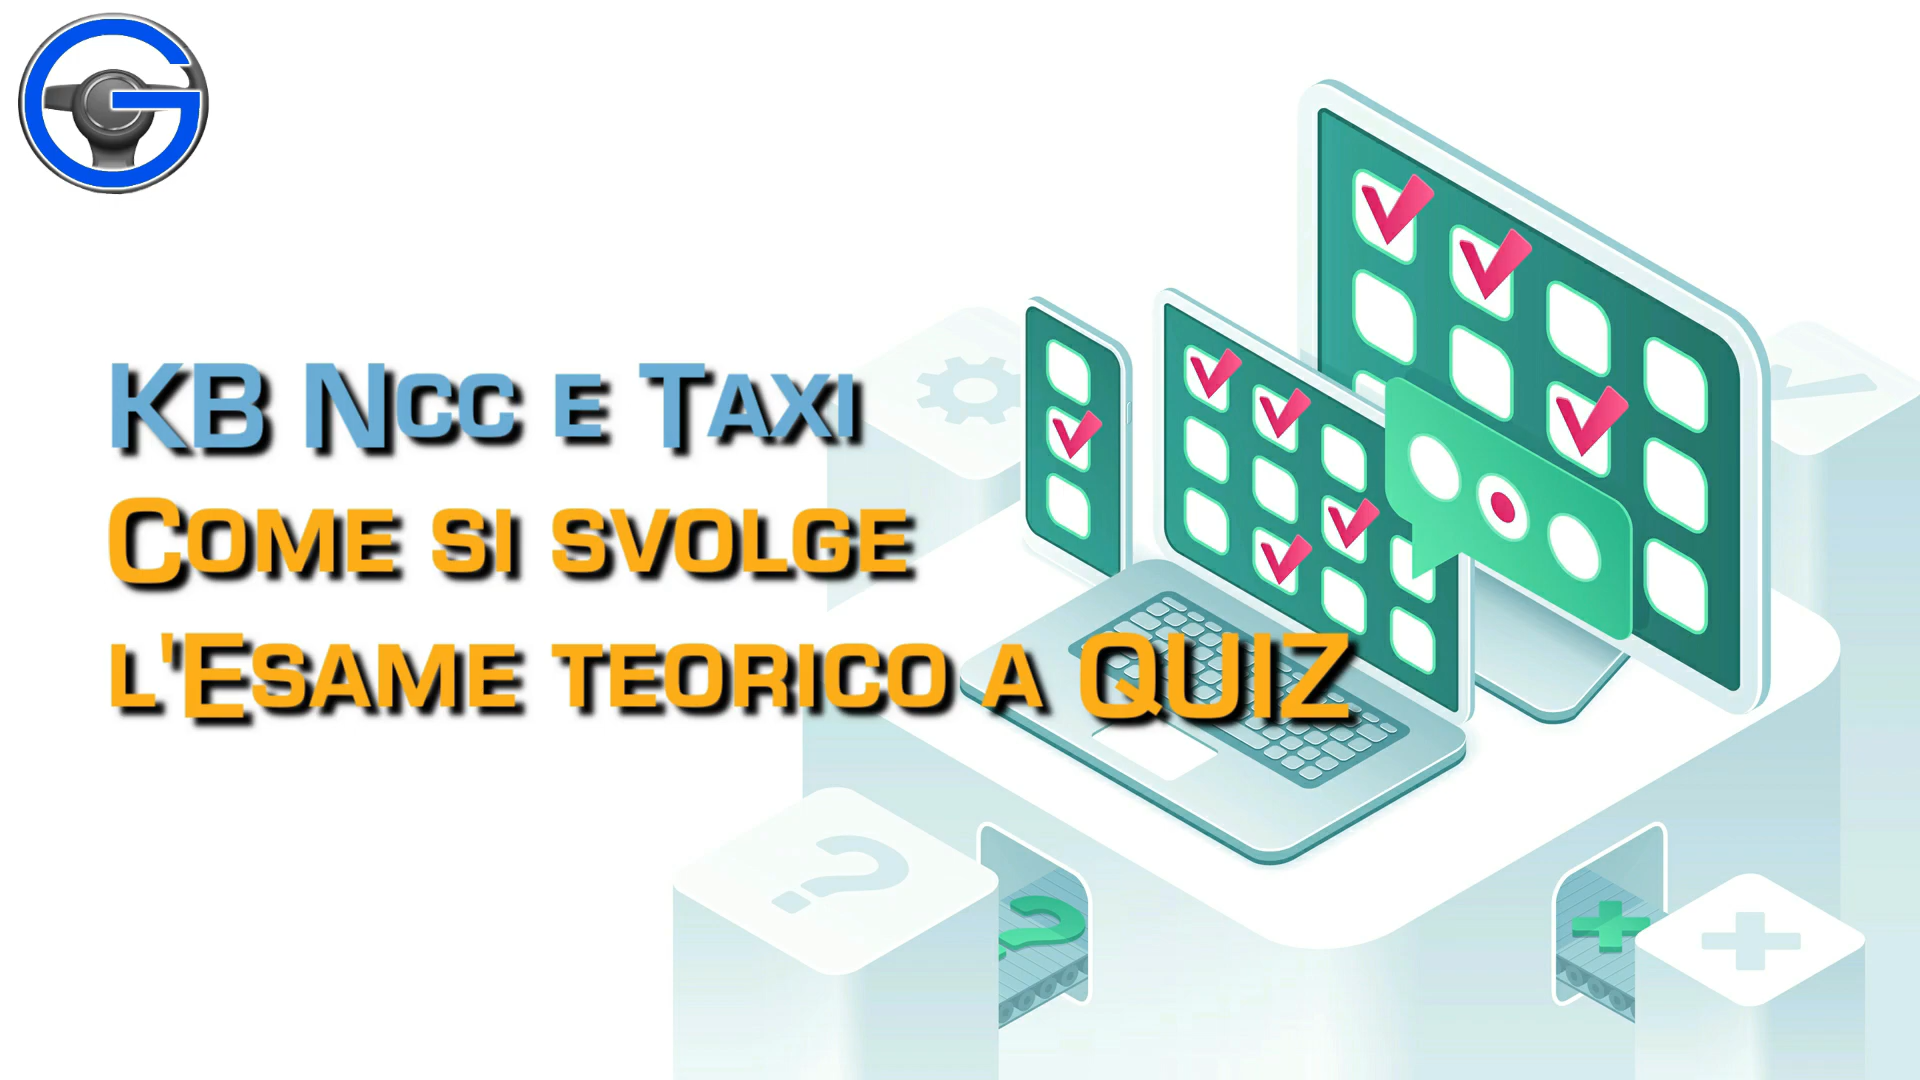 G
KB Ncc e Taxi
Come si svolge
l'Esame teorico a QUIZ
?
?